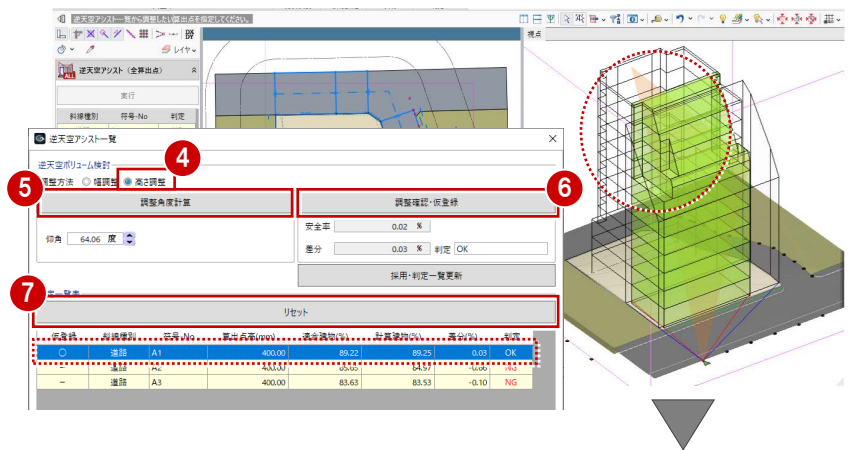 逆天空アシスト一覧から調整したい算出点を指定してください。
レイヤ
視点
ALL 逆天空アシスト（全算出点）
実行
斜線種別 符号-No 判定
逆天空アシスト一覧
4
逆天空ボリューム検討
調整方法 幅調整 高さ調整
5
6
調整角度計算
調整確認・仮登録
安全率 0.02 %
仰角 64.06 度
差分 0.03 % 判定 OK
採用・判定一覧更新
7
リセット
仮登録 斜線種別 符号-No 算出点高(mm) 適合建物(%) 計算建物(%) 差分(%) 判定
○ 道路 A1 400.00 89.22 89.25 0.03 OK
− 道路 A2 400.00 NG
− 道路 A3 400.00 83.63 83.53 -0.10 NG